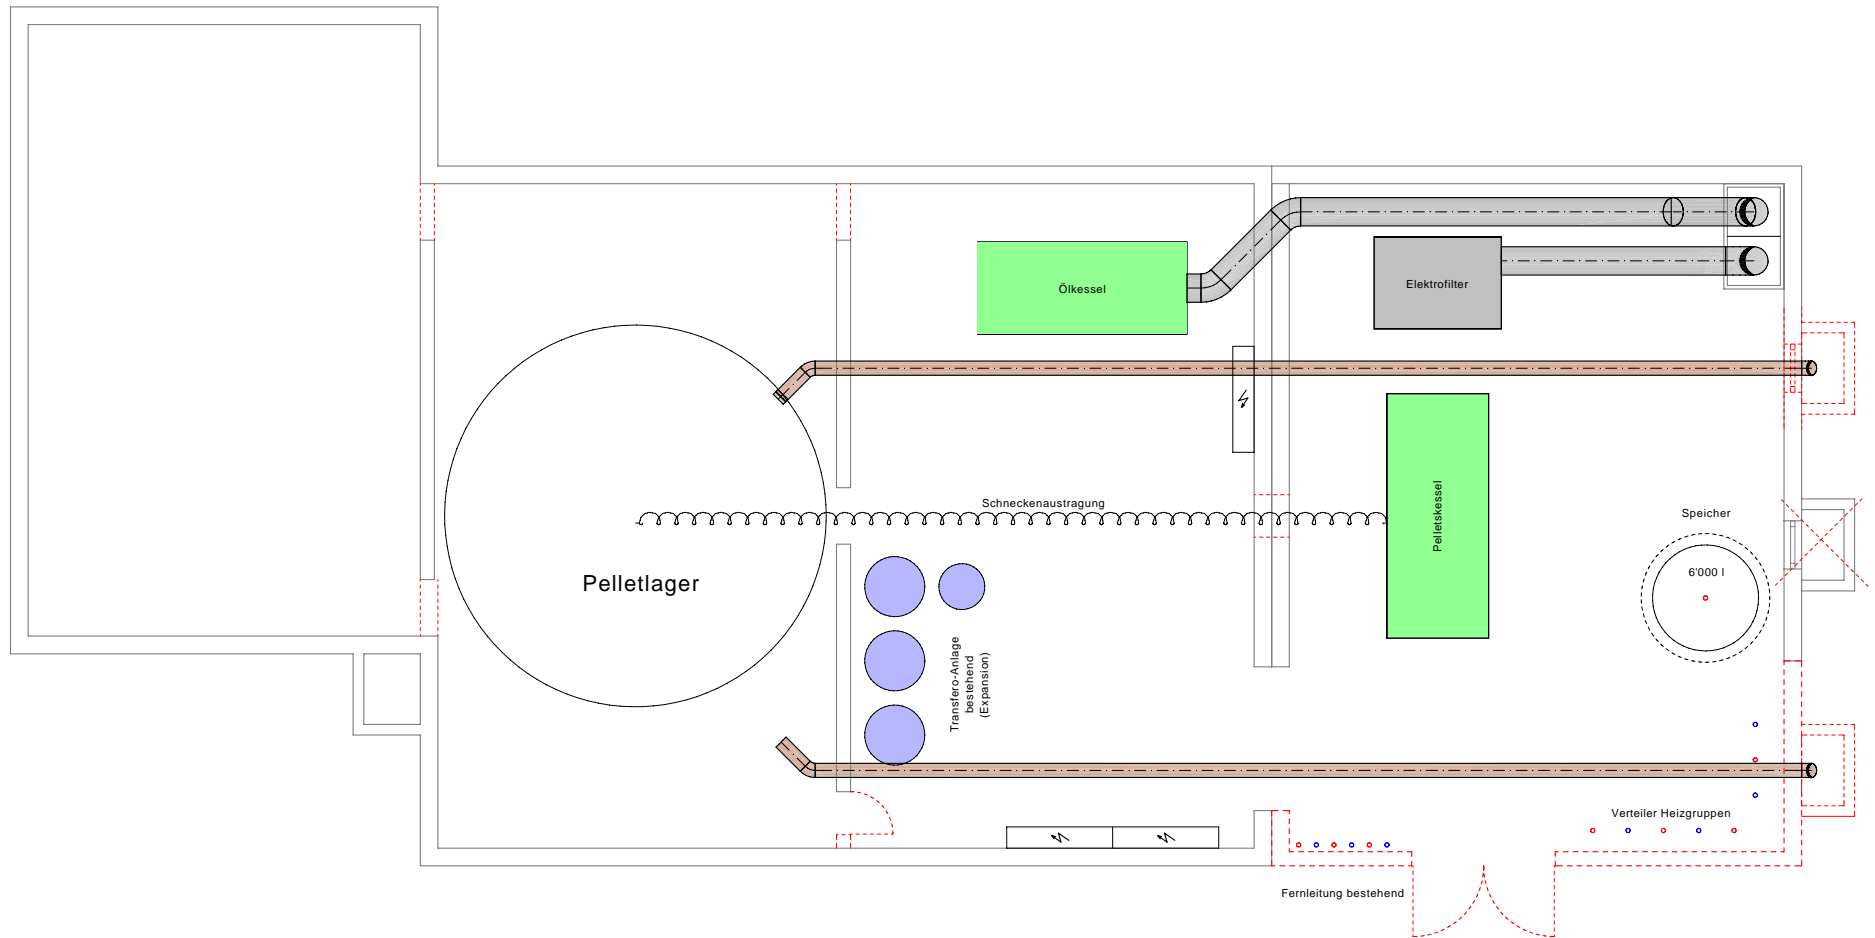 Ölkessel
Elektrofilter
Schneckenaustragung
Pelletskessel
Speicher
6'000 l
Pelletlager
Transfero-Anlage
bestehend
(Expansion)
Verteiler Heizgruppen
Fernleitung bestehend